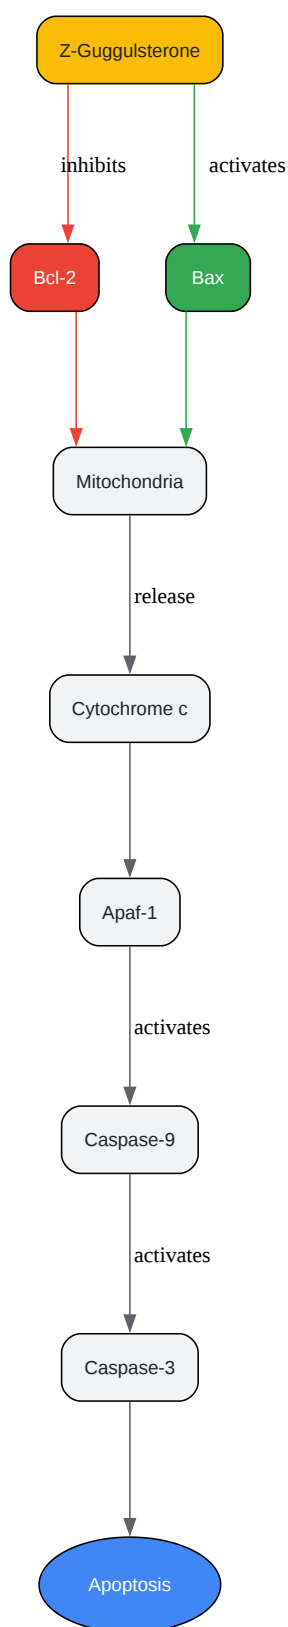 Z-Guggulsterone
inhibits
activates
Bcl-2
Bax
Mitochondria
release
Cytochrome c
Apaf-1
activates
Caspase-9
activates
Caspase-3
Apoptosis